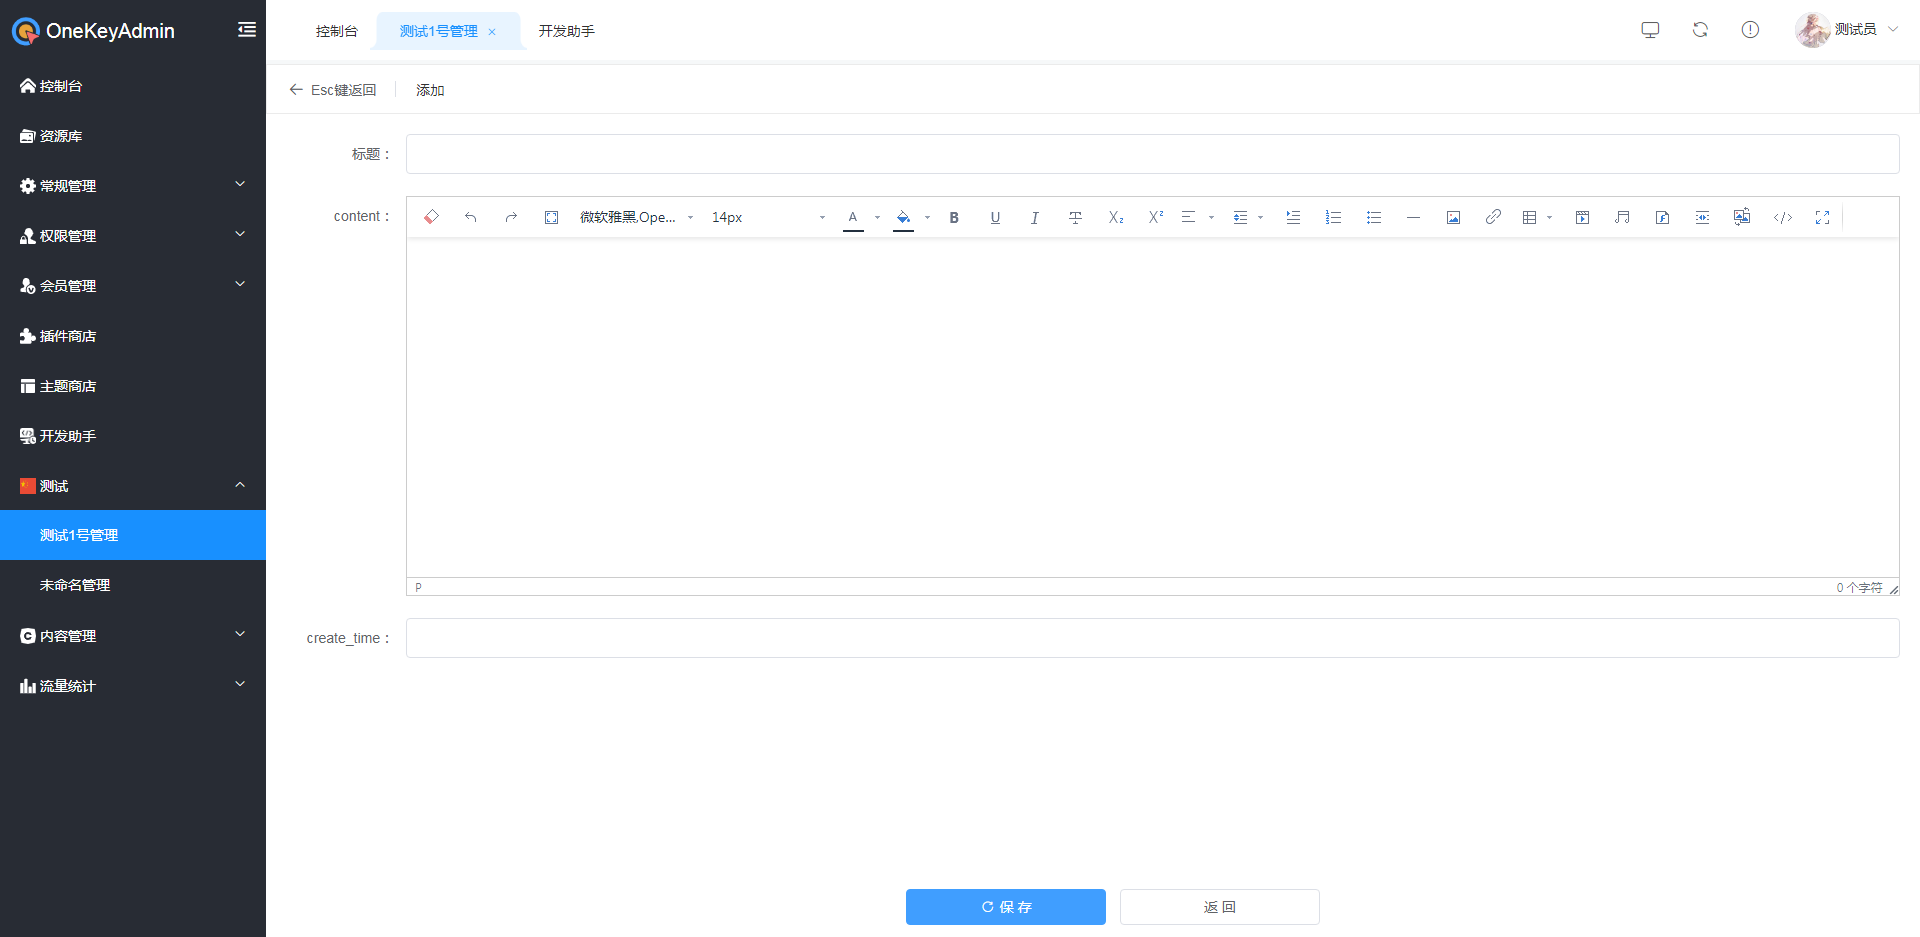 OneKeyAdmin
控制台
资源库
常规管理
权限管理
会员管理
插件商店
主题商店
开发助手
测试
测试1号管理
未命名管理
内容管理
流量统计
控制台 测试1号管理 × 开发助手
测试员
Esc键返回 添加
标题：
content：
微软雅黑,Ope... 14px
P
0 个字符
create_time：
保 存 返 回